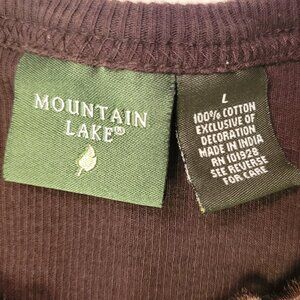 MOUNTAIN
LAKE®
L
100% COTTON
EXCLUSIVE OF
DECORATION
MADE IN INDIA
RN 101928
SEE REVERSE
FOR CARE